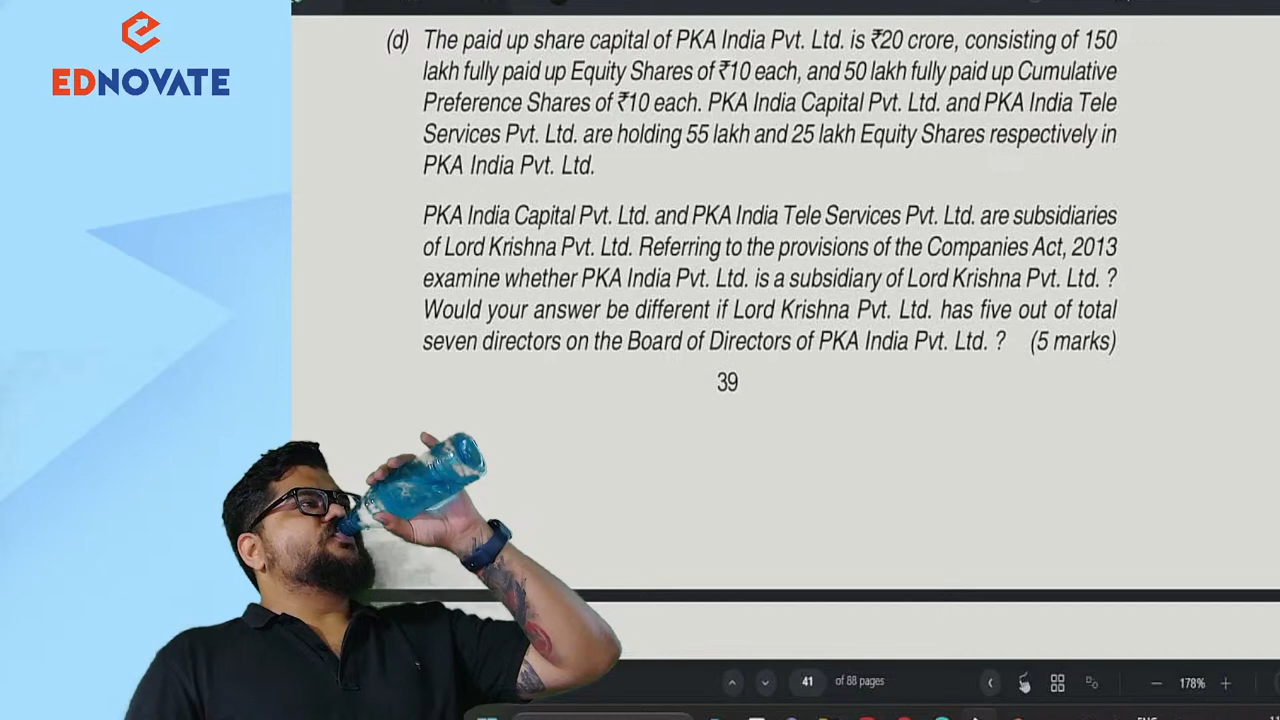 EDNOVATE
(d) The paid up share capital of PKA India Pvt. Ltd. is ₹20 crore, consisting of 150
lakh fully paid up Equity Shares of ₹10 each, and 50 lakh fully paid up Cumulative
Preference Shares of ₹10 each. PKA India Capital Pvt. Ltd. and PKA India Tele
Services Pvt. Ltd. are holding 55 lakh and 25 lakh Equity Shares respectively in
PKA India Pvt. Ltd.
PKA India Capital Pvt. Ltd. and PKA India Tele Services Pvt. Ltd. are subsidiaries
of Lord Krishna Pvt. Ltd. Referring to the provisions of the Companies Act, 2013
examine whether PKA India Pvt. Ltd. is a subsidiary of Lord Krishna Pvt. Ltd. ?
Would your answer be different if Lord Krishna Pvt. Ltd. has five out of total
seven directors on the Board of Directors of PKA India Pvt. Ltd. ? (5 marks)
39
41 of 88 pages
178%